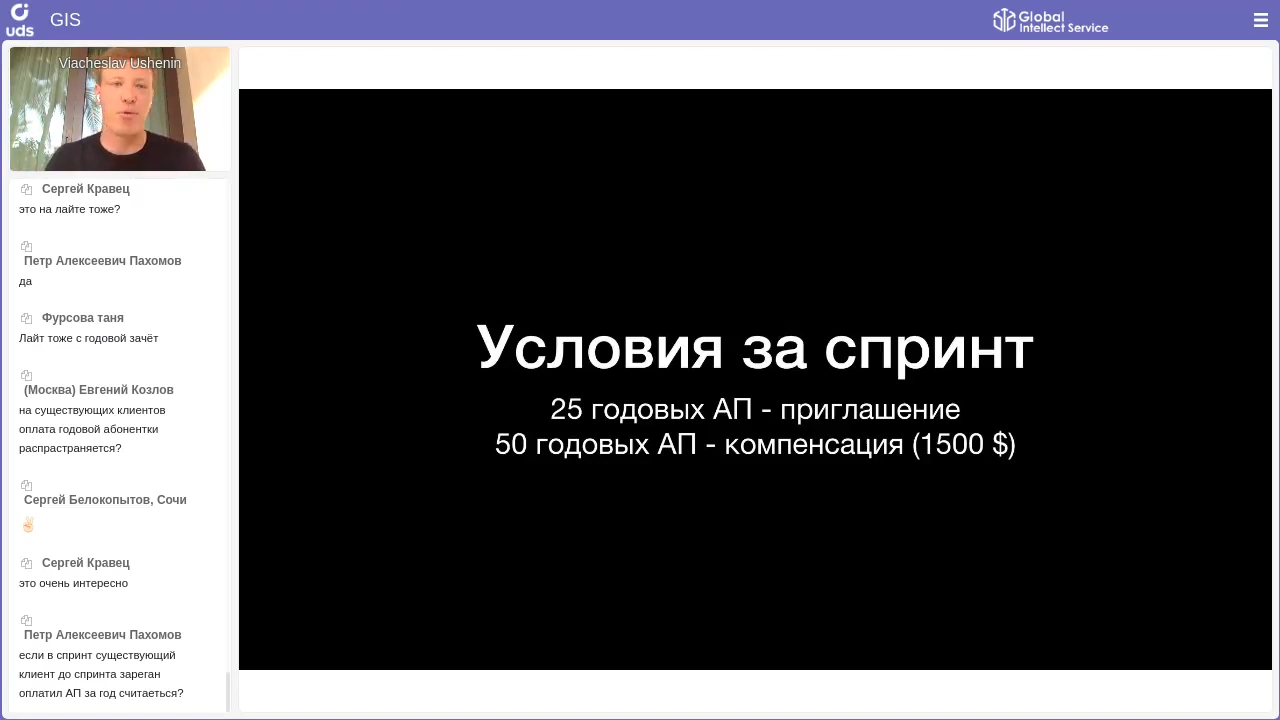 uds
GIS
Global
Intellect Service
Viacheslav Ushenin
Сергей Кравец
это на лайте тоже?
Петр Алексеевич Пахомов
да
Фурсова таня
Лайт тоже с годовой зачёт
(Москва) Евгений Козлов
на существующих клиентов
оплата годовой абонентки
распрастраняется?
Сергей Белокопытов, Сочи
✌🏻
Сергей Кравец
это очень интересно
Петр Алексеевич Пахомов
если в спринт существующий
клиент до спринта зареган
оплатил АП за год считаеться?
Условия за спринт
25 годовых АП - приглашение
50 годовых АП - компенсация (1500 $)